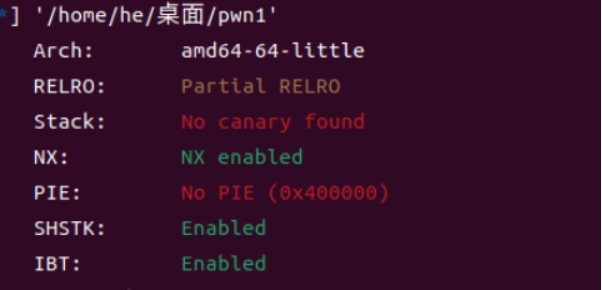 *] '/home/he/桌面/pwn1'
Arch: amd64-64-little
RELRO: Partial RELRO
Stack: No canary found
NX: NX enabled
PIE: No PIE (0x400000)
SHSTK: Enabled
IBT: Enabled